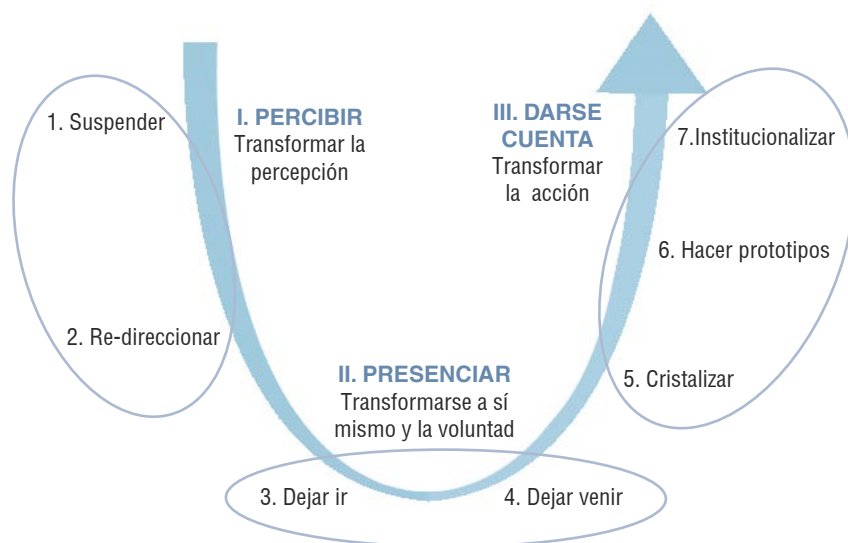 1. Suspender
I. PERCIBIR
Transformar la
percepción
2. Re-direccionar
II. PRESENCIAR
Transformarse a sí
mismo y la voluntad
3. Dejar ir
4. Dejar venir
III. DARSE
CUENTA
Transformar
la acción
5. Cristalizar
6. Hacer prototipos
7.Institucionalizar